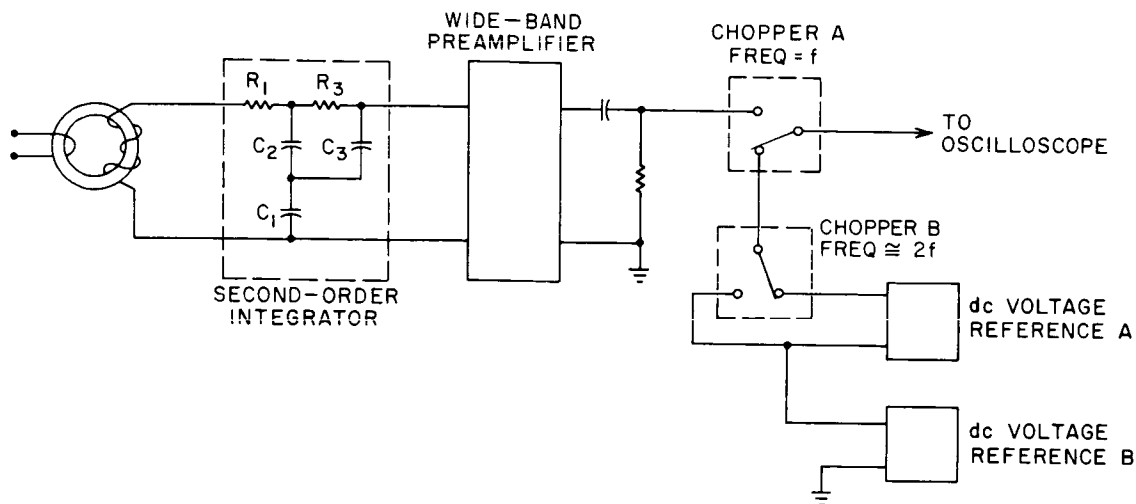 WIDE-BAND
PREAMPLIFIER
CHOPPER A
FREQ = f
R1
R3
C2
C3
C1
TO
OSCILLOSCOPE
SECOND-ORDER
INTEGRATOR
CHOPPER B
FREQ ≅ 2f
dc VOLTAGE
REFERENCE A
dc VOLTAGE
REFERENCE B